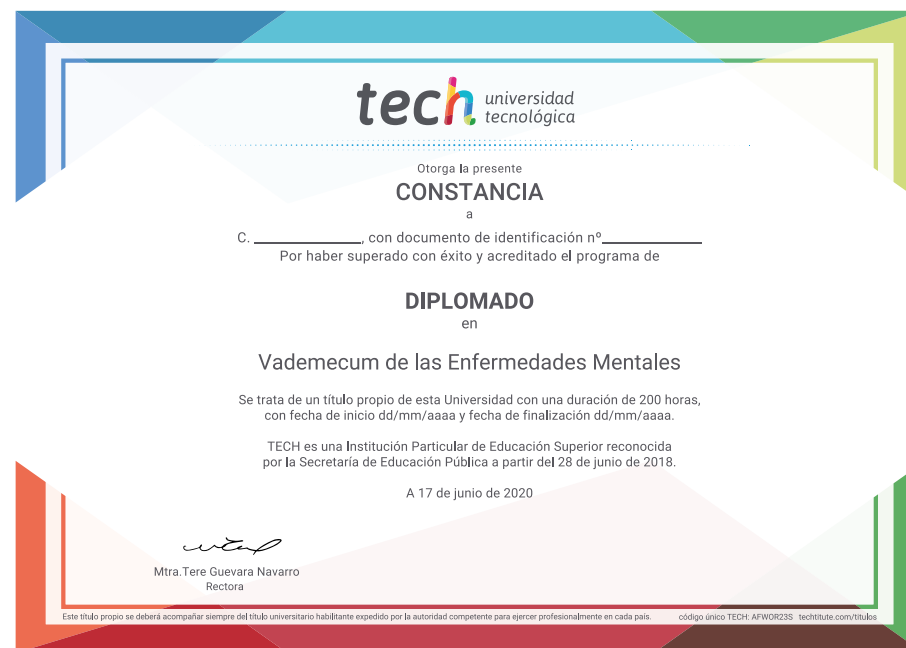 tech universidad
tecnológica
Otorga la presente
CONSTANCIA
a
C. ____________, con documento de identificación nº____________
Por haber superado con éxito y acreditado el programa de
DIPLOMADO
en
Vademecum de las Enfermedades Mentales
Se trata de un título propio de esta Universidad con una duración de 200 horas,
con fecha de inicio dd/mm/aaaa y fecha de finalización dd/mm/aaaa.
TECH es una Institución Particular de Educación Superior reconocida
por la Secretaría de Educación Pública a partir del 28 de junio de 2018.
A 17 de junio de 2020
Mtra.Tere Guevara Navarro
Rectora
Este título propio se deberá acompañar siempre del título universitario habilitante expedido por la autoridad competente para ejercer profesionalmente en cada país. código único TECH: AFWOR23S techtitute.com/titulos